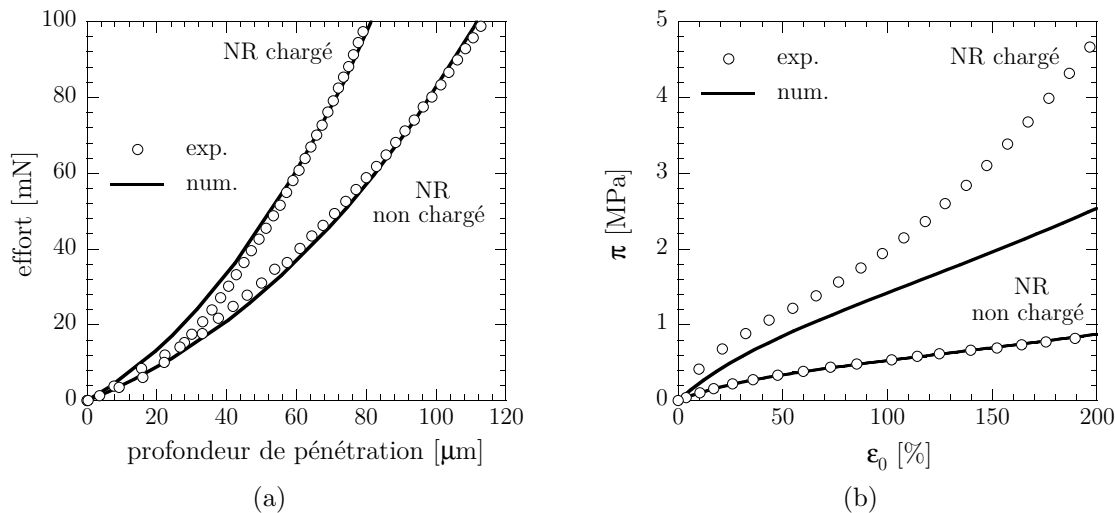 100
80
60
40
20
0
effort [mN]
NR chargé
exp.
num.
NR
non chargé
0 20 40 60 80 100 120
profondeur de pénétration [µm]
(a)
5
4
3
2
1
0
π [MPa]
exp.
num.
NR chargé
NR
non chargé
0 50 100 150 200
ε0 [%]
(b)